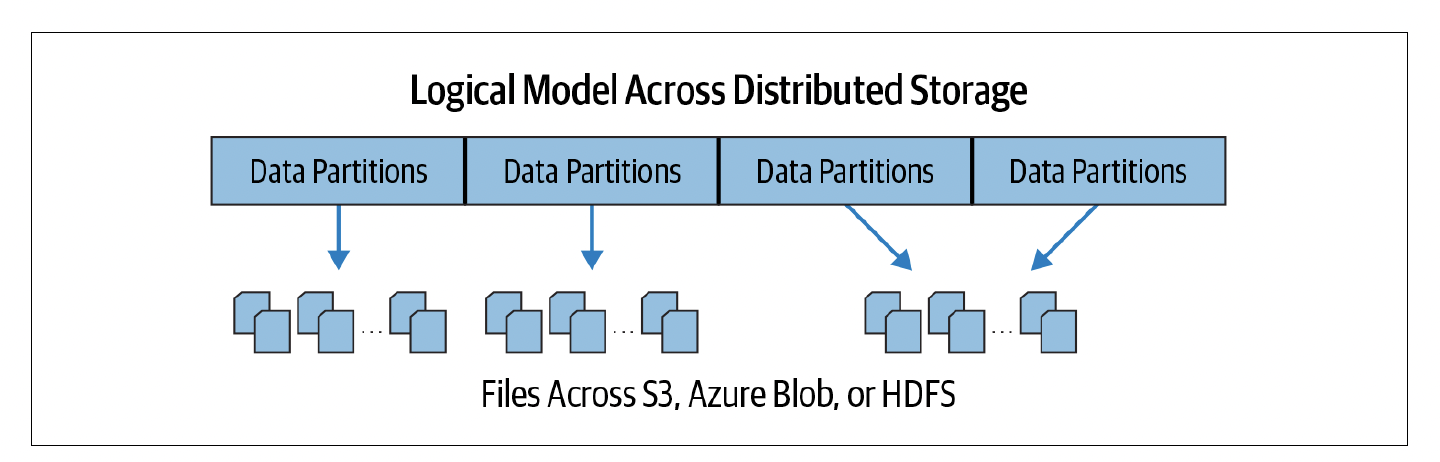 Logical Model Across Distributed Storage
Data Partitions
Data Partitions
Data Partitions
Data Partitions
...
...
...
Files Across S3, Azure Blob, or HDFS